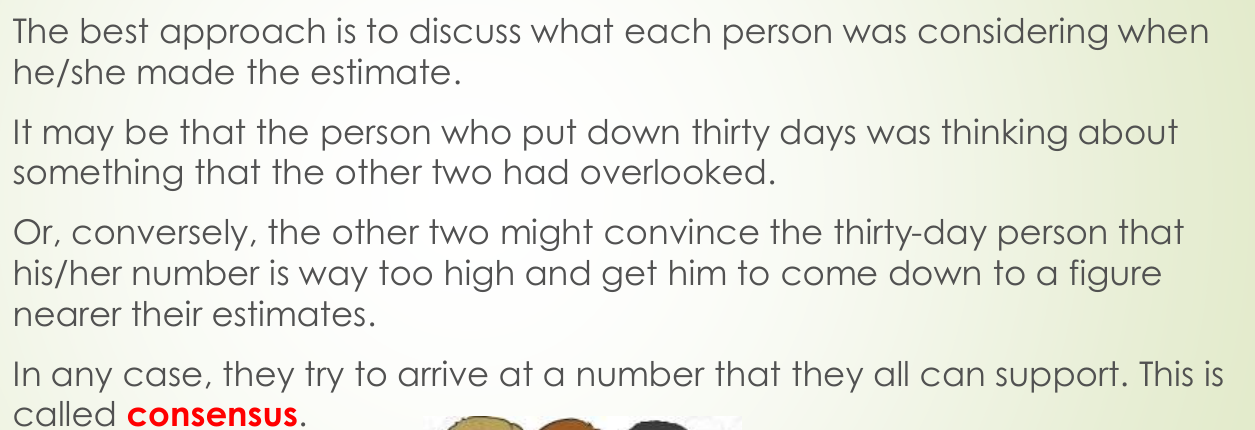 The best approach is to discuss what each person was considering when
he/she made the estimate.
It may be that the person who put down thirty days was thinking about
something that the other two had overlooked.
Or, conversely, the other two might convince the thirty-day person that
his/her number is way too high and get him to come down to a figure
nearer their estimates.
In any case, they try to arrive at a number that they all can support. This is
called consensus.